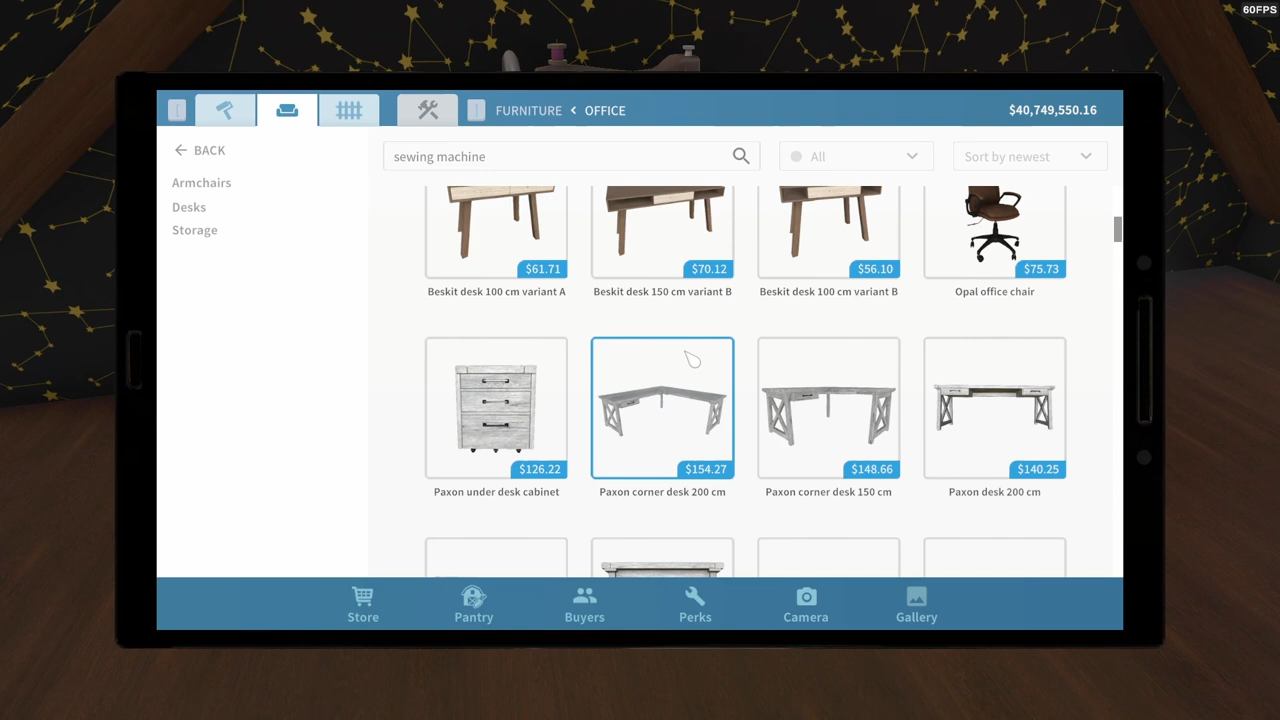 60FPS
FURNITURE < OFFICE
$40,749,550.16
BACK
sewing machine
All
Sort by newest
Armchairs
Desks
Storage
$61.71
$70.12
$56.10
$75.73
Beskit desk 100 cm variant A
Beskit desk 150 cm variant B
Beskit desk 100 cm variant B
Opal office chair
$126.22
$154.27
$148.66
$140.25
Paxon under desk cabinet
Paxon corner desk 200 cm
Paxon corner desk 150 cm
Paxon desk 200 cm
Store
Pantry
Buyers
Perks
Camera
Gallery